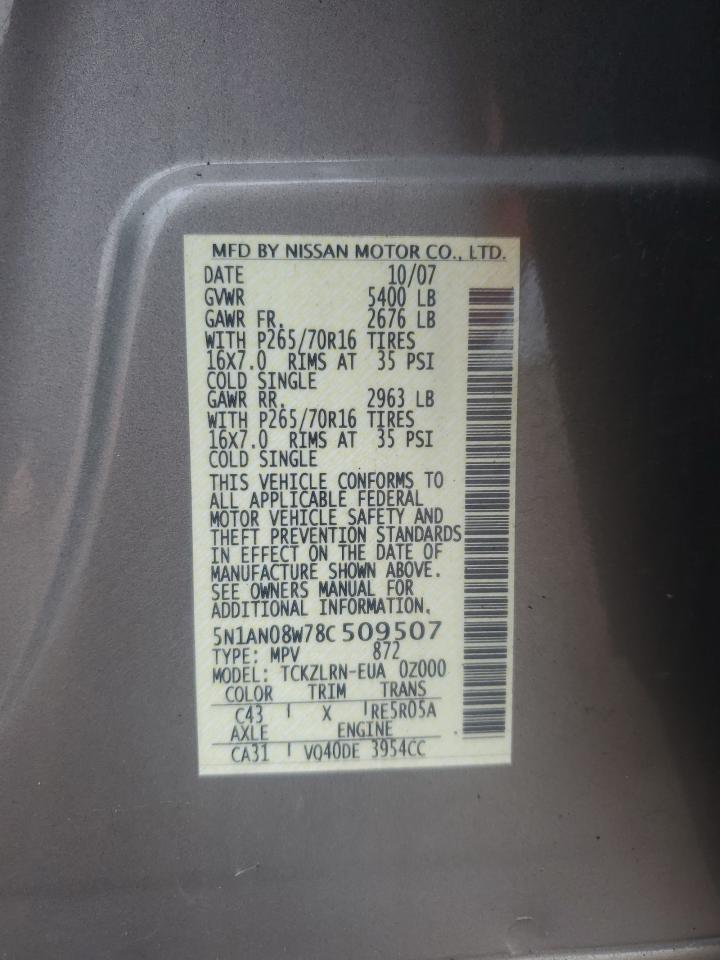 MFD BY NISSAN MOTOR CO., LTD.
DATE 10/07
GVWR 5400 LB
GAWR FR. 2676 LB
WITH P265/70R16 TIRES
16X7.0 RIMS AT 35 PSI
COLD SINGLE
GAWR RR. 2963 LB
WITH P265/70R16 TIRES
16X7.0 RIMS AT 35 PSI
COLD SINGLE
THIS VEHICLE CONFORMS TO
ALL APPLICABLE FEDERAL
MOTOR VEHICLE SAFETY AND
THEFT PREVENTION STANDARDS
IN EFFECT ON THE DATE OF
MANUFACTURE SHOWN ABOVE.
SEE OWNERS MANUAL FOR
ADDITIONAL INFORMATION.
5N1AN08W78C 509507
TYPE: MPV 872
MODEL: TCKZLRN-EUA 0Z000
COLOR TRIM TRANS
C43 X RE5R05A
AXLE ENGINE
CA31 VQ40DE 3954CC